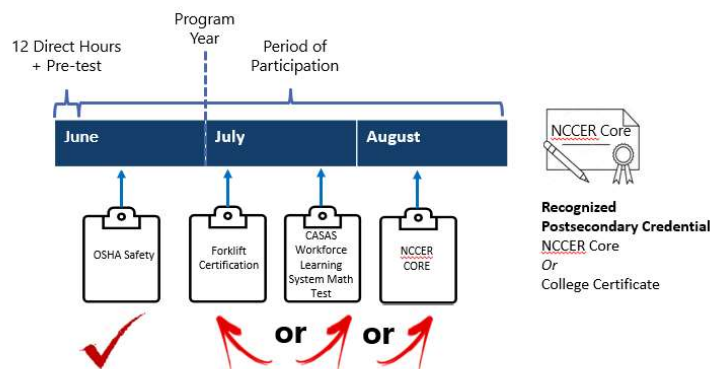 12 Direct Hours
+ Pre-test
Program
Year
Period of
Participation
June
July
August
NCCER Core
OSHA Safety
Forklift
Certification
CASAS
Workforce
Learning
System Math
Test
NCCER
CORE
Recognized
Postsecondary Credential
NCCER Core
Or
College Certificate
or
or